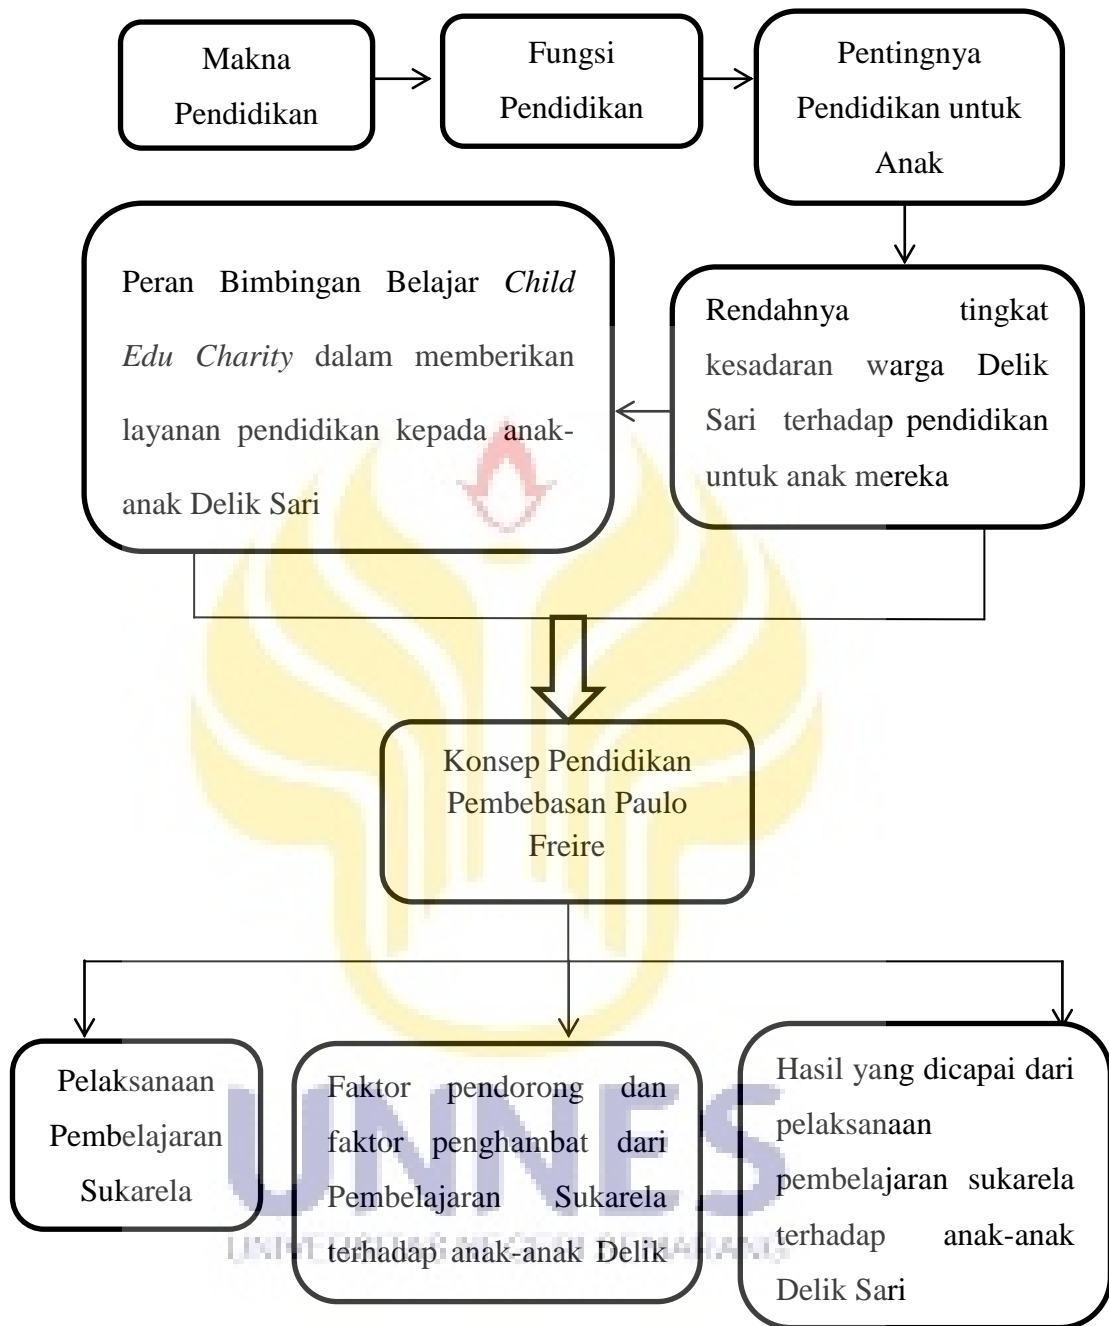 Makna
Pendidikan
Fungsi
Pendidikan
Pentingnya
Pendidikan untuk
Anak
Peran Bimbingan Belajar Child
Edu Charity dalam memberikan
layanan pendidikan kepada anak-
anak Delik Sari
Rendahnya tingkat
kesadaran warga Delik
Sari terhadap pendidikan
untuk anak mereka
Konsep Pendidikan
Pembebasan Paulo
Freire
Pelaksanaan
Pembelajaran
Sukarela
Faktor pendorong dan
faktor penghambat dari
Pembelajaran Sukarela
terhadap anak-anak Delik
Hasil yang dicapai dari
pelaksanaan
pembelajaran sukarela
terhadap anak-anak
Delik Sari
UNNES